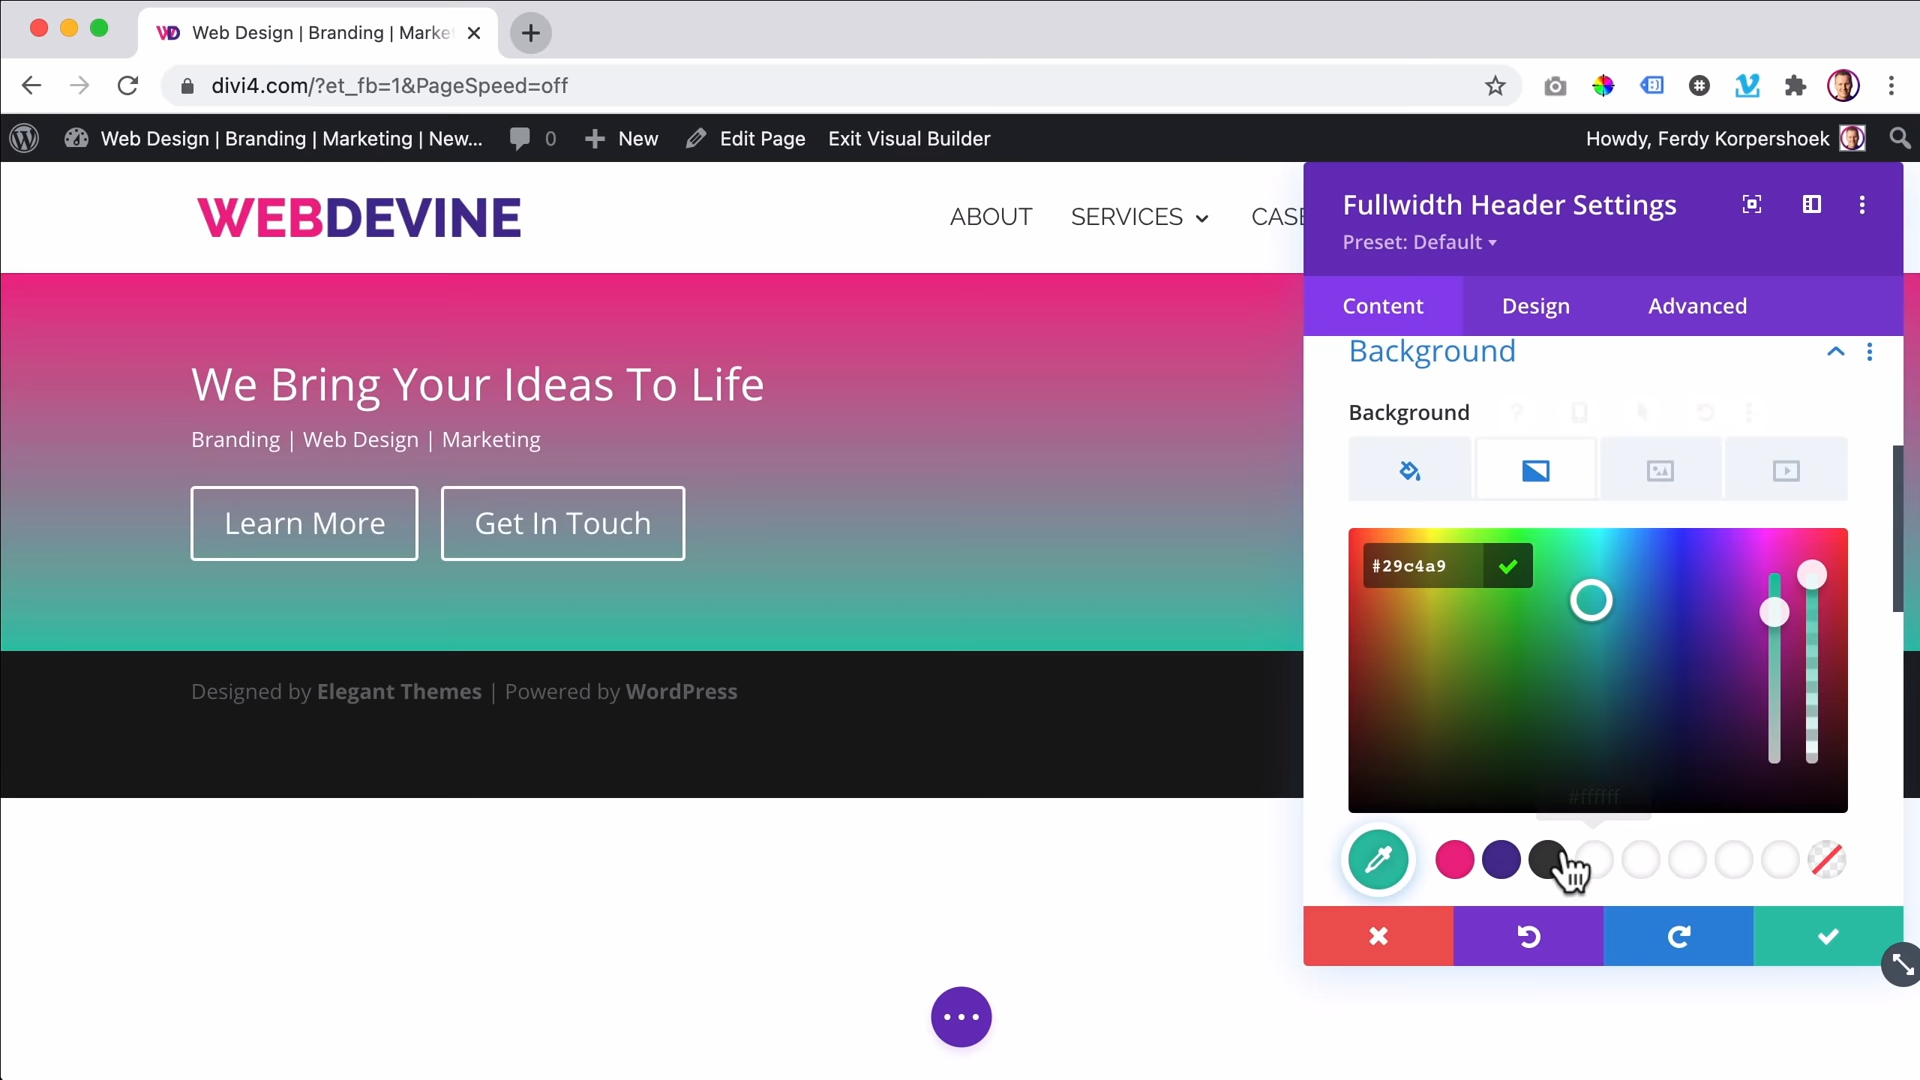 Web Design | Branding | Marke
divi4.com/?et_fb=1&PageSpeed=off
Web Design | Branding | Marketing | New... 0 New Edit Page Exit Visual Builder Howdy, Ferdy Korpershoek
WEBDEVINE
ABOUT SERVICES CASE
Fullwidth Header Settings
Preset: Default
Content Design Advanced
Background
Background
#29c4a9
#ffffff
We Bring Your Ideas To Life
Branding | Web Design | Marketing
Learn More Get In Touch
Designed by Elegant Themes | Powered by WordPress